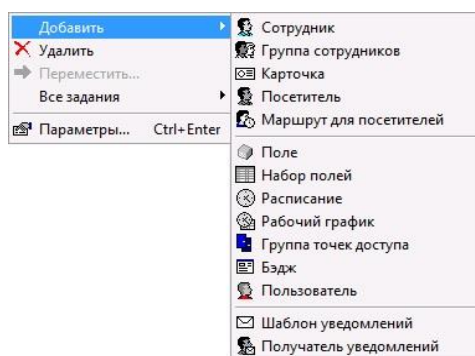 Добавить
Удалить
Переместить...
Все задания
Параметры... Ctrl+Enter
Сотрудник
Группа сотрудников
Карточка
Посетитель
Маршрут для посетителей
Поле
Набор полей
Расписание
Рабочий график
Группа точек доступа
Бэдж
Пользователь
Шаблон уведомлений
Получатель уведомлений